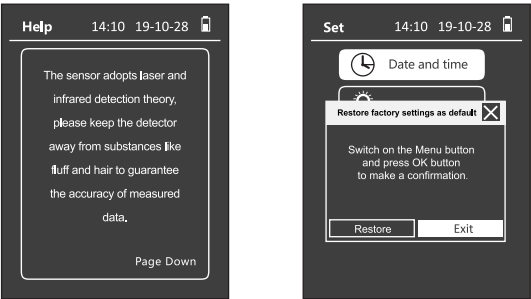 Help 14:10 19-10-28
The sensor adopts laser and
infrared detection theory,
please keep the detector
away from substances like
fluff and hair to guarantee
the accuracy of measured
data.
Page Down
Set 14:10 19-10-28
Date and time
Restore factory settings as default
Switch on the Menu button
and press OK button
to make a confirmation.
Restore Exit